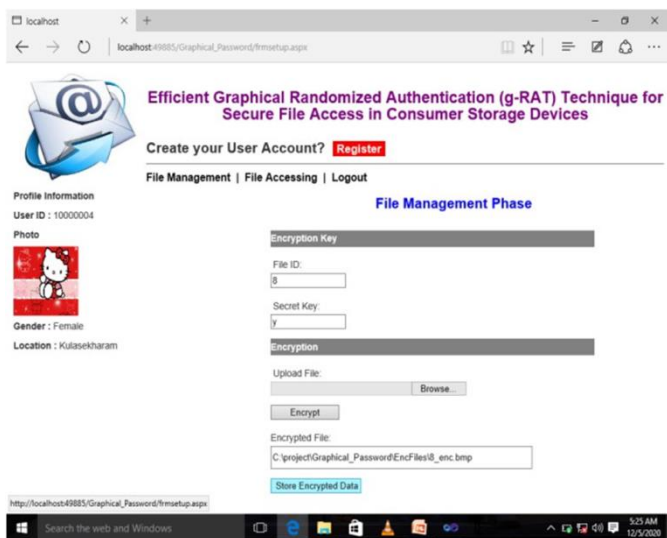 localhost
localhost:49885/Graphical_Password/frmsetup.aspx
Efficient Graphical Randomized Authentication (g-RAT) Technique for
Secure File Access in Consumer Storage Devices
Create your User Account? Register
File Management | File Accessing | Logout
Profile Information
User ID : 10000004
Photo
Gender : Female
Location : Kulasekharam
File Management Phase
Encryption Key
File ID:
8
Secret Key:
y
Encryption
Upload File:
Browse...
Encrypt
Encrypted File:
C:\project\Graphical_Password\EncFiles\8_enc.bmp
Store Encrypted Data
http://localhost:49885/Graphical_Password/frmsetup.aspx
Search the web and Windows
5:25 AM
12/5/2020